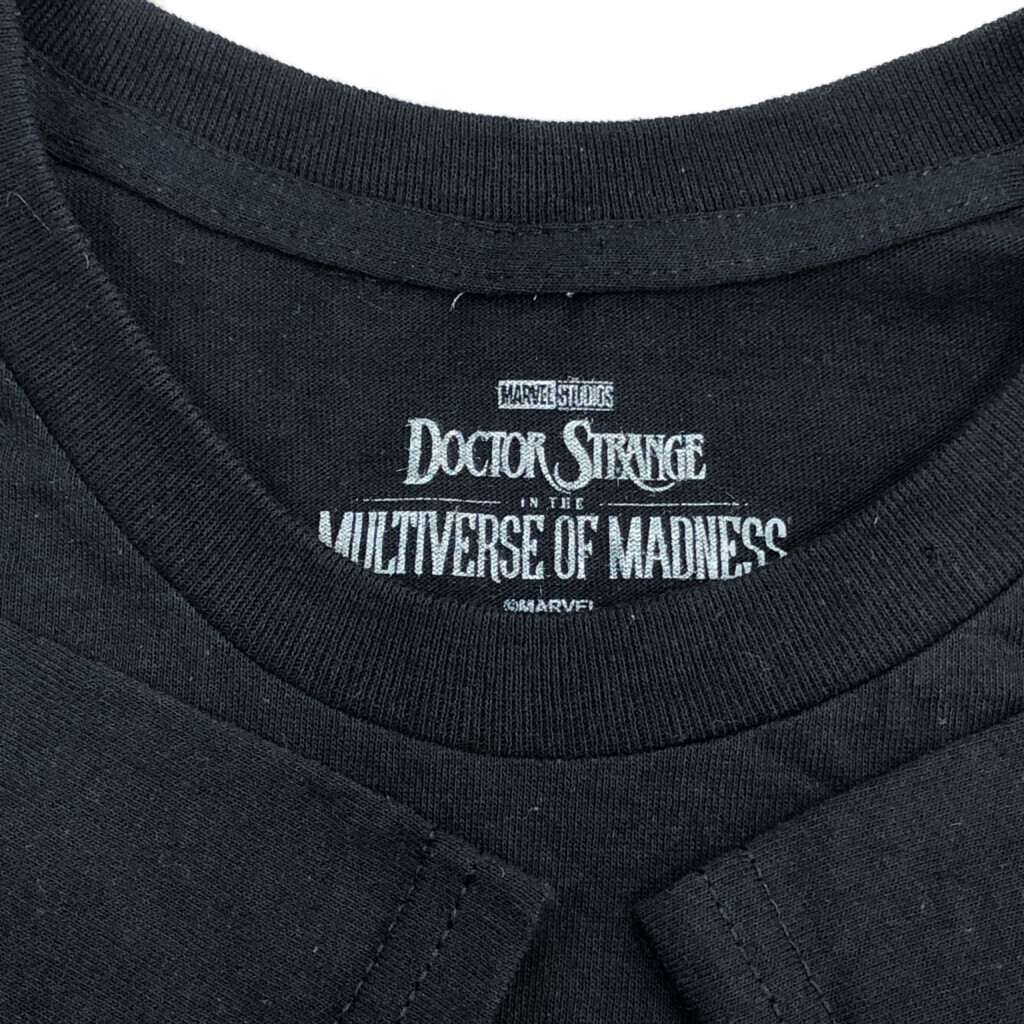 MARVEL STUDIOS
DOCTOR STRANGE
IN THE
MULTIVERSE OF MADNESS
©MARVEL